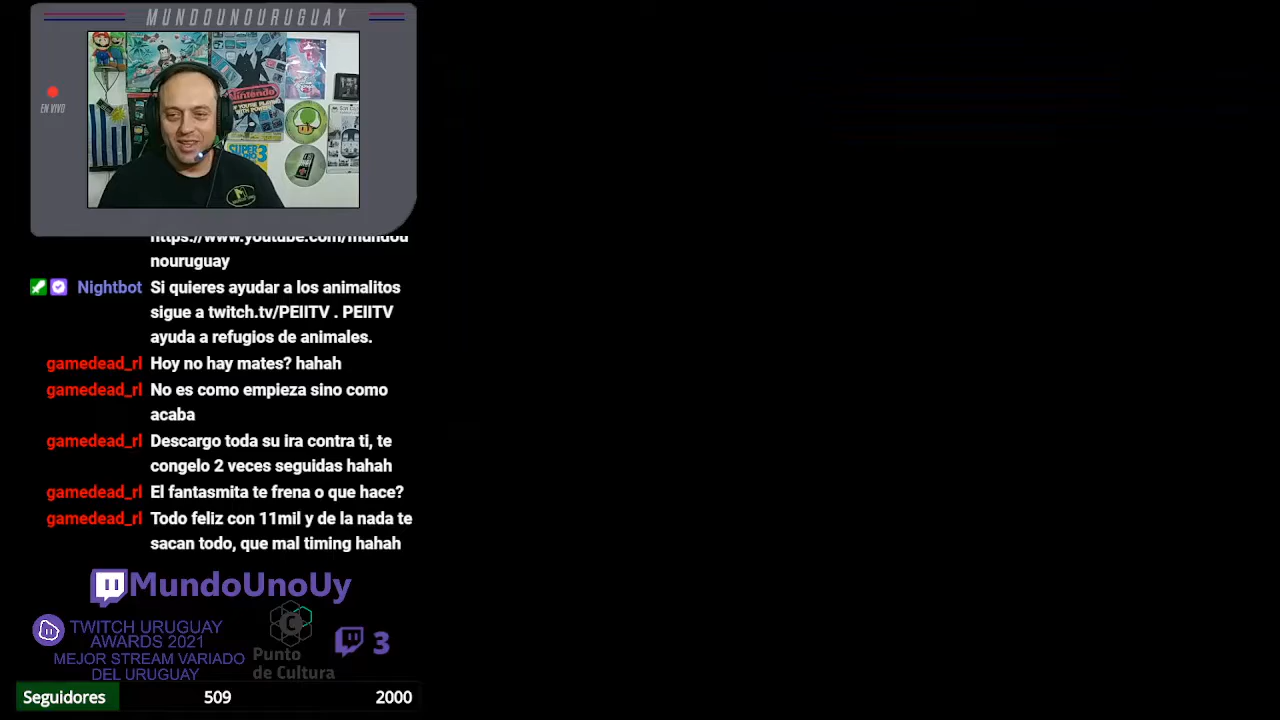 MUNDOUNOURUGUAY
EN VIVO
Nintendo
SUPER
3
https://www.youtube.com/mundou
nouruguay
Nightbot Si quieres ayudar a los animalitos
sigue a twitch.tv/PEIITV . PEIITV
ayuda a refugios de animales.
gamedead_rl Hoy no hay mates? hahah
gamedead_rl No es como empieza sino como
acaba
gamedead_rl Descargo toda su ira contra ti, te
congelo 2 veces seguidas hahah
gamedead_rl El fantasmita te frena o que hace?
gamedead_rl Todo feliz con 11mil y de la nada te
sacan todo, que mal timing hahah
MundoUnoUy
TWITCH URUGUAY
AWARDS 2021
MEJOR STREAM VARIADO
DEL URUGUAY
C
Punto
de Cultura
3
Seguidores 509 2000